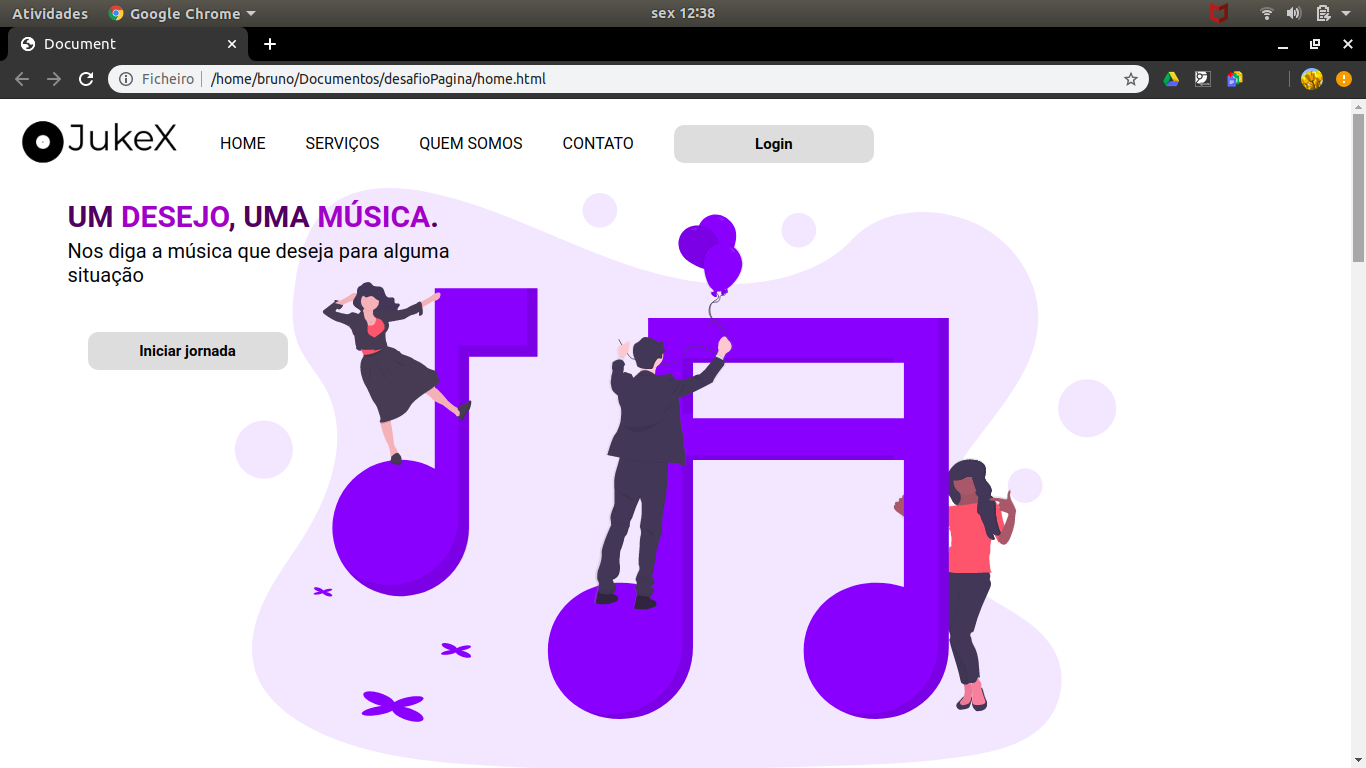 Atividades Google Chrome sex 12:38
Document
Ficheiro /home/bruno/Documentos/desafioPagina/home.html
JukeX HOME SERVIÇOS QUEM SOMOS CONTATO Login
UM DESEJO, UMA MÚSICA.
Nos diga a música que deseja para alguma
situação
Iniciar jornada